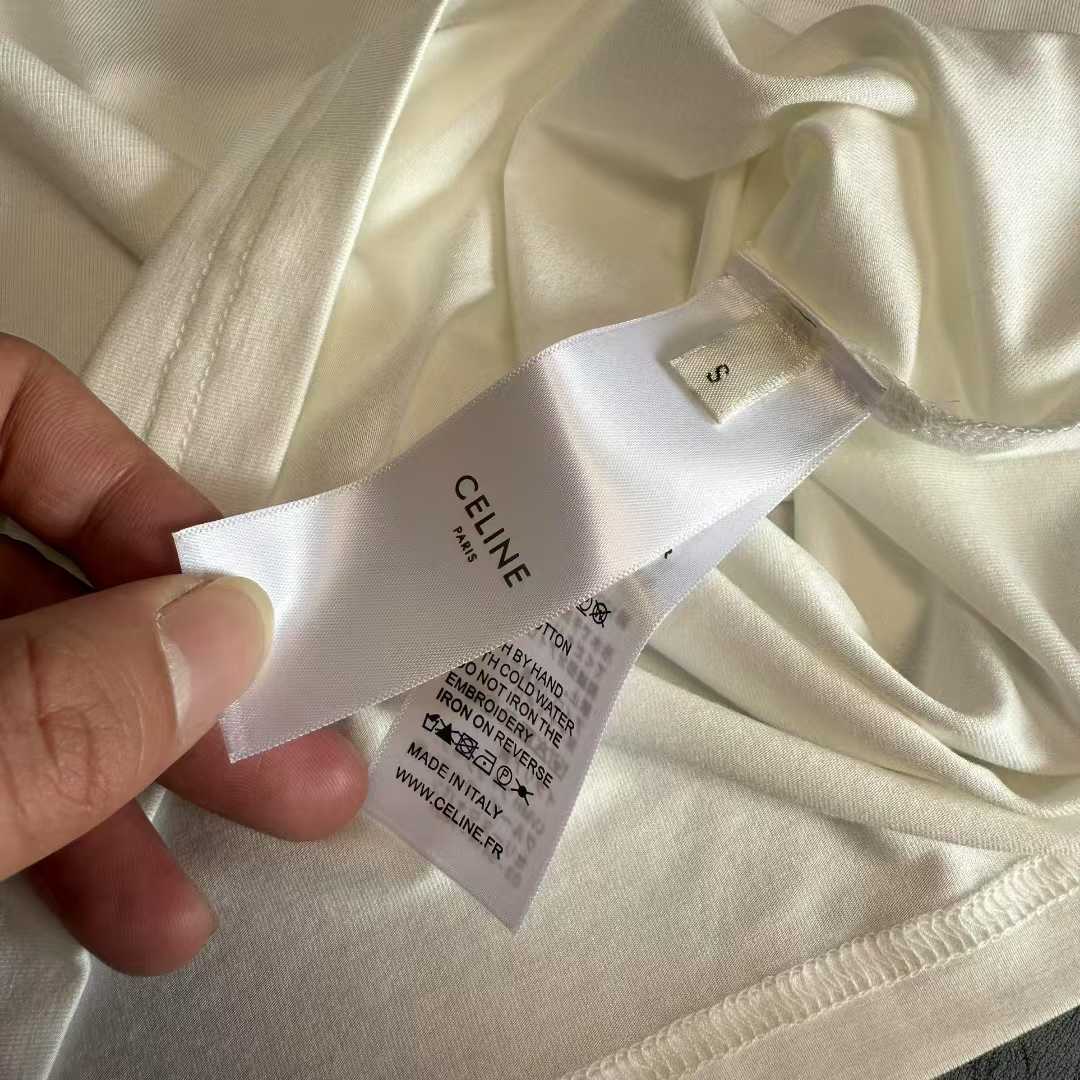 S
CELINE
PARIS
BY HAND
COLD WATER
DO NOT IRON THE
EMBROIDERY
IRON ON REVERSE
MADE IN ITALY
WWW.CELINE.FR